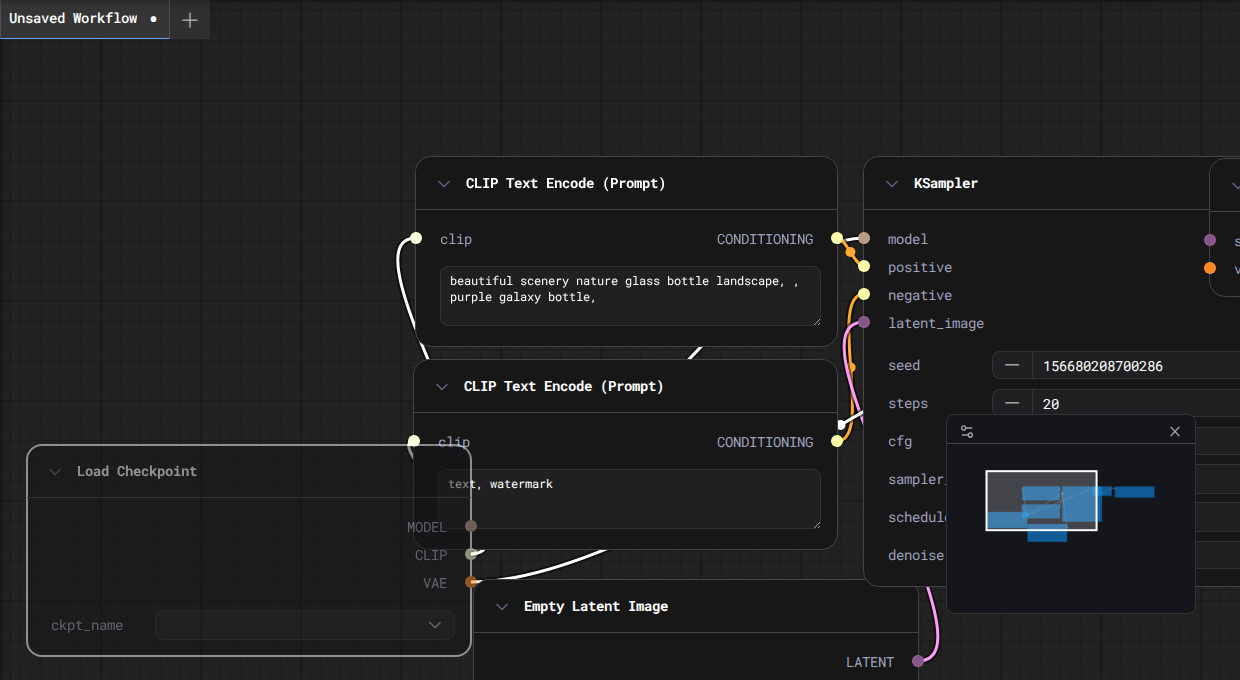 Unsaved Workflow
CLIP Text Encode (Prompt)
clip CONDITIONING
beautiful scenery nature glass bottle landscape, ,
purple galaxy bottle,
KSampler
model
positive
negative
latent_image
seed 156680208700286
steps 20
cfg
denoise
CLIP Text Encode (Prompt)
clip CONDITIONING
text, watermark
Load Checkpoint
MODEL
CLIP
VAE
ckpt_name
Empty Latent Image
LATENT